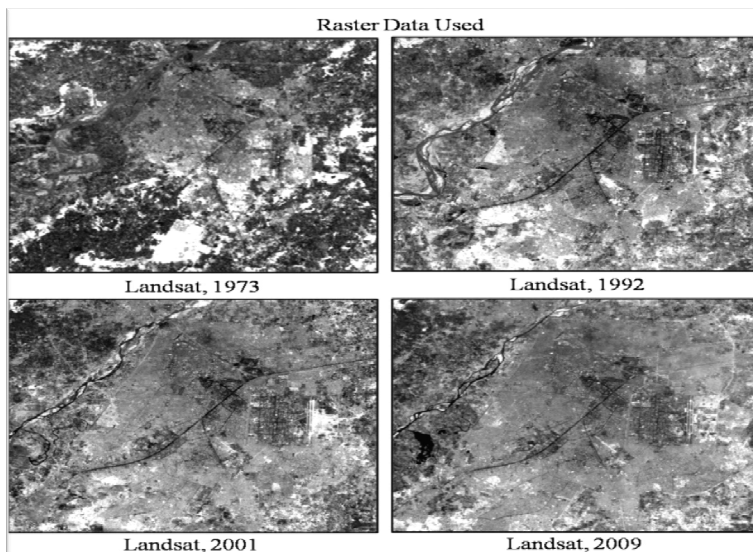 Raster Data Used
Landsat, 1973
Landsat, 1992
Landsat, 2001
Landsat, 2009